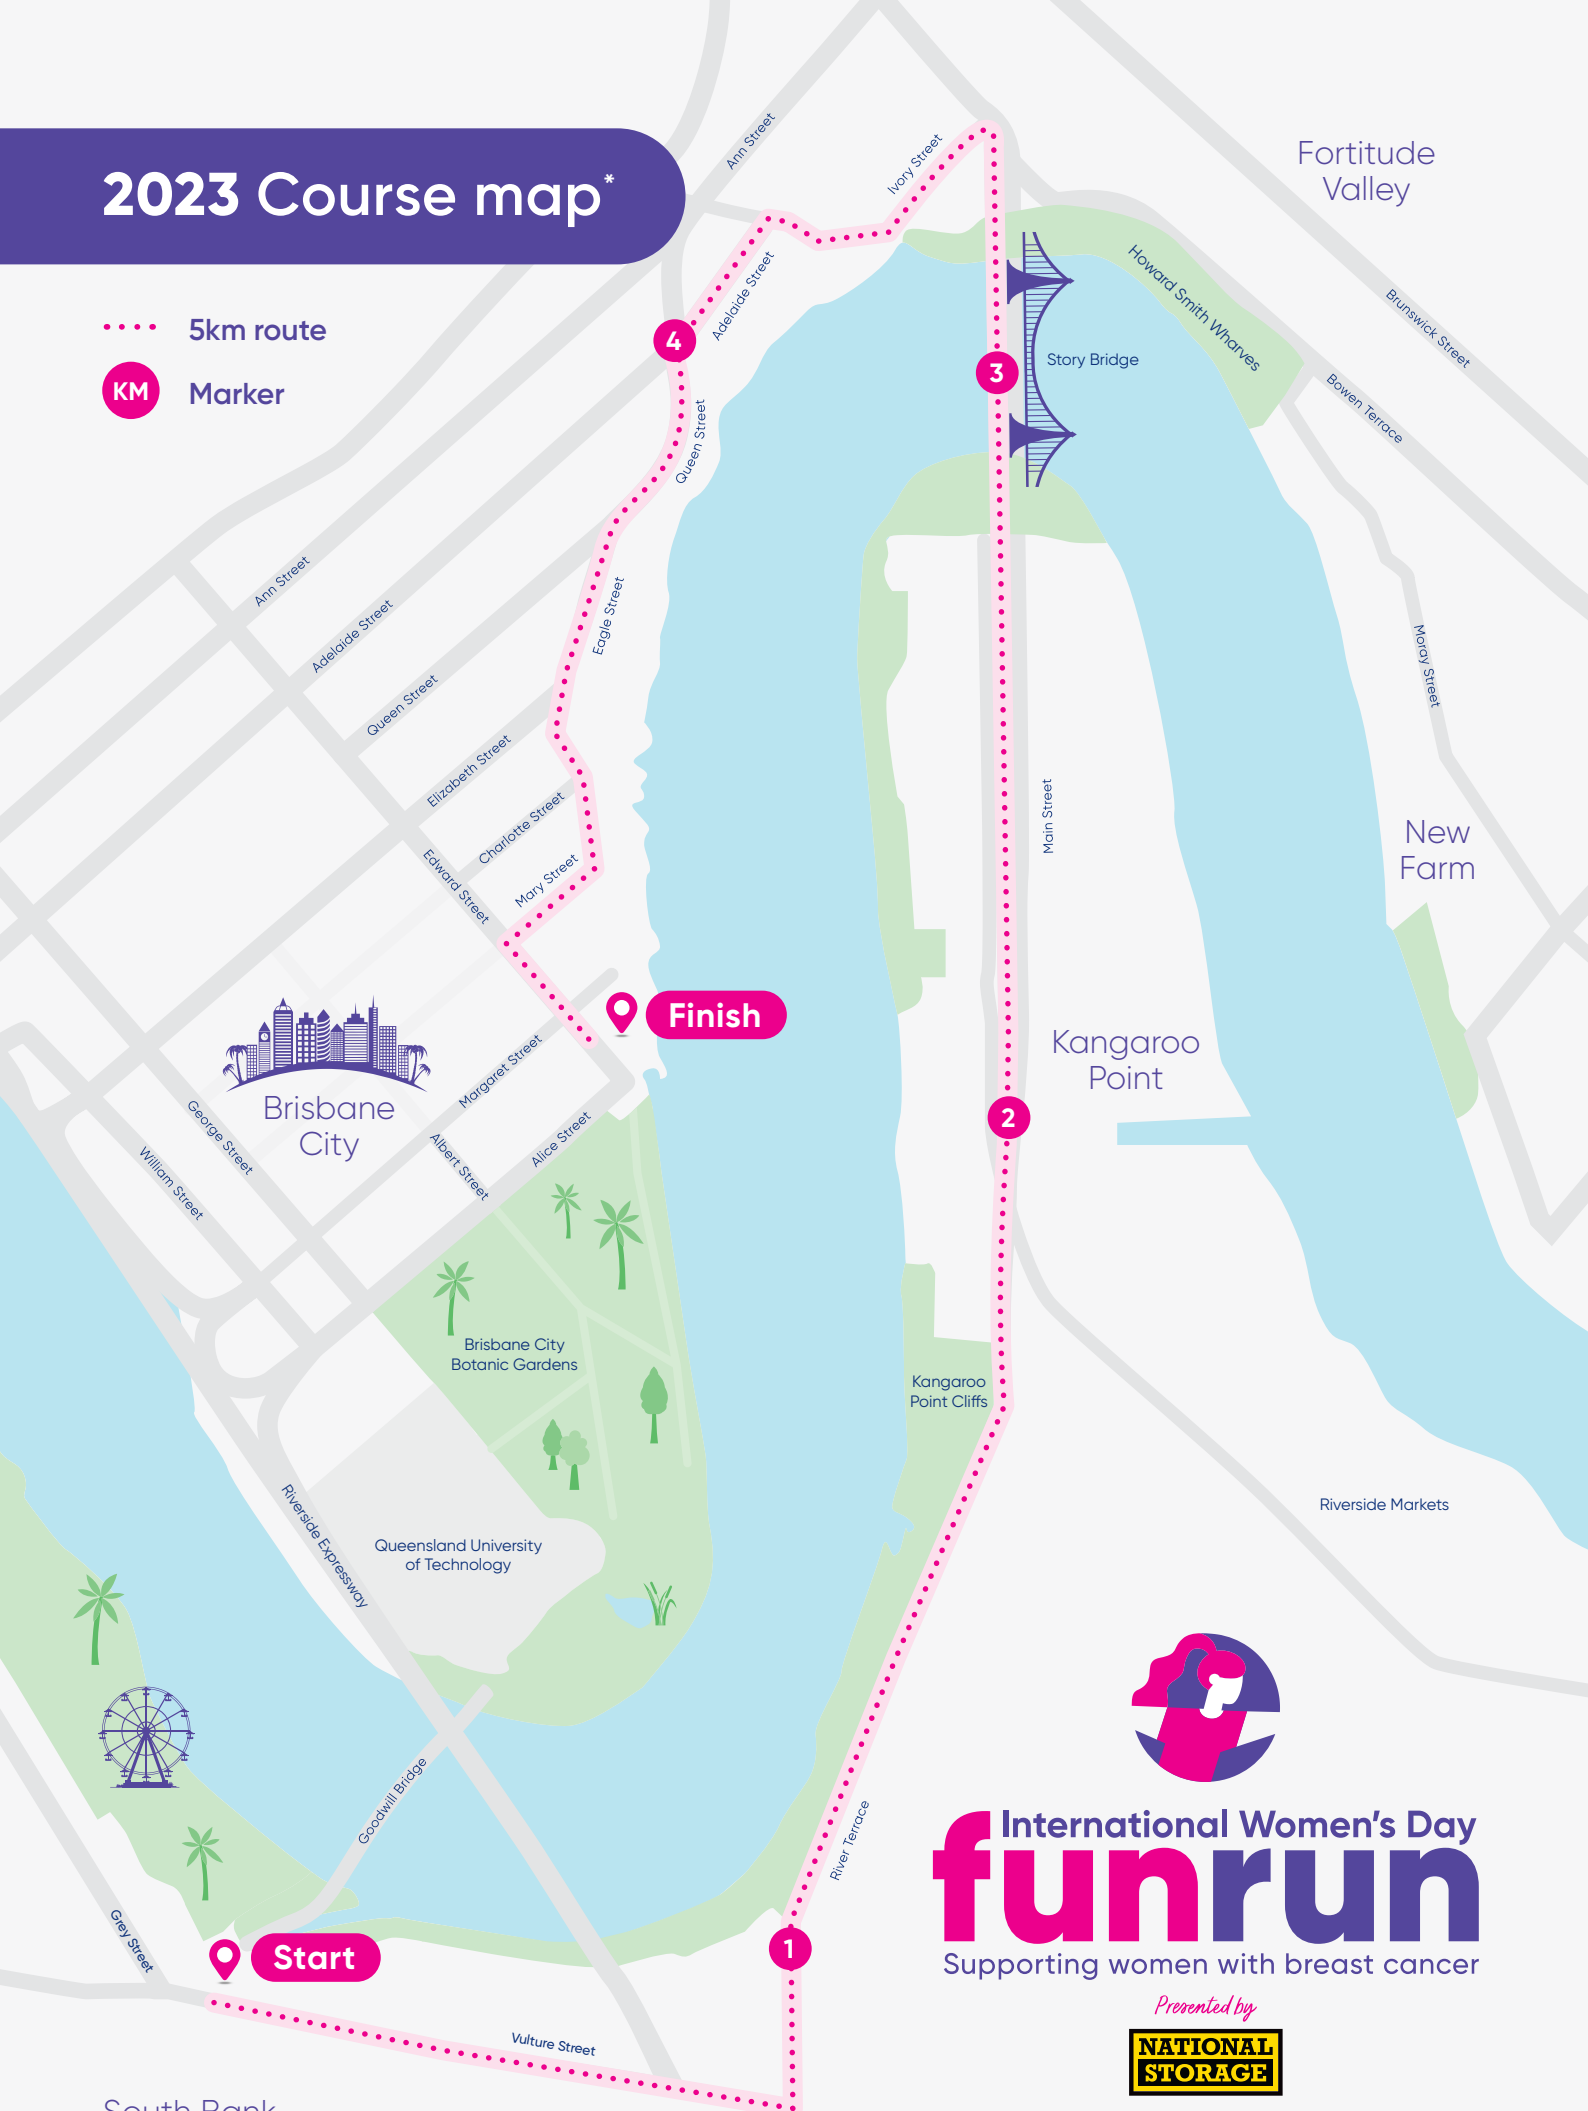 2023 Course map*
5km route
KM
Marker
Ann Street
Ivory Street
Fortitude
Valley
Adelaide Street
Howard Smith Wharves
Brunswick Street
4
3
Story Bridge
Bowen Terrace
Queen Street
Ann Street
Adelaide Street
Eagle Street
Queen Street
Moray Street
Elizabeth Street
Charlotte Street
Main Street
Edward Street
Mary Street
New
Farm
Finish
Kangaroo
Point
Margaret Street
Brisbane
City
George Street
William Street
Albert Street
Alice Street
2
Brisbane City
Botanic Gardens
Kangaroo
Point Cliffs
Riverside Expressway
Riverside Markets
Queensland University
of Technology
Goodwill Bridge
River Terrace
Grey Street
Start
1
Vulture Street
South Bank
International Women's Day
funrun
Supporting women with breast cancer
Presented by
NATIONAL
STORAGE